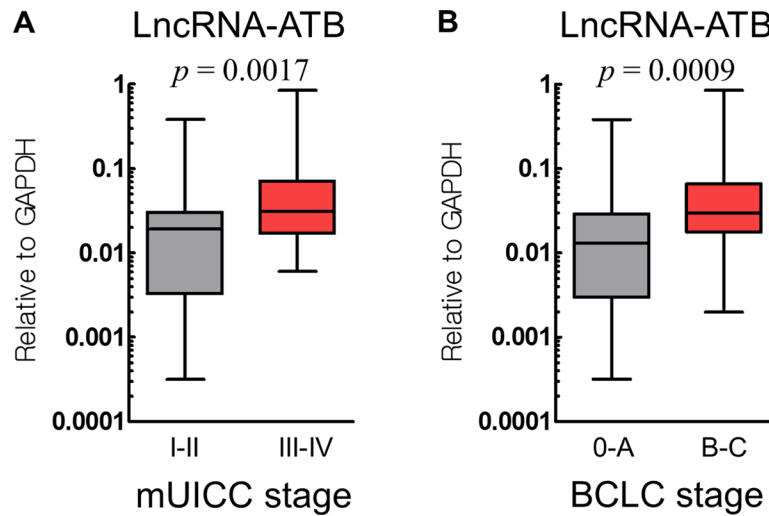 A
LncRNA-ATB
p = 0.0017
Relative to GAPDH
1
0.1
0.01
0.001
0.0001
I-II
III-IV
mUICC stage
B
LncRNA-ATB
p = 0.0009
Relative to GAPDH
1
0.1
0.01
0.001
0.0001
0-A
B-C
BCLC stage